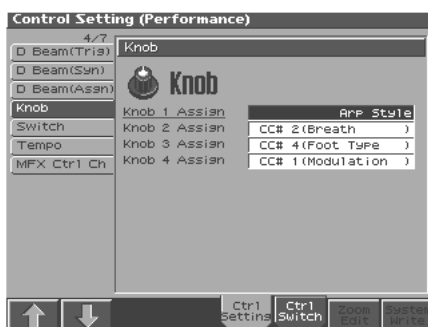 Control Setting (Performance)
4/7
D Beam(Trig)
D Beam(Syn)
D Beam(Assn)
Knob
Switch
Tempo
MFX Ctrl Ch
Knob
Knob
Knob 1 Assign Arp Style
Knob 2 Assign CC# 2(Breath )
Knob 3 Assign CC# 4(Foot Type )
Knob 4 Assign CC# 1(Modulation )
Ctrl Setting
Ctrl Switch
Zoom Edit
System Write